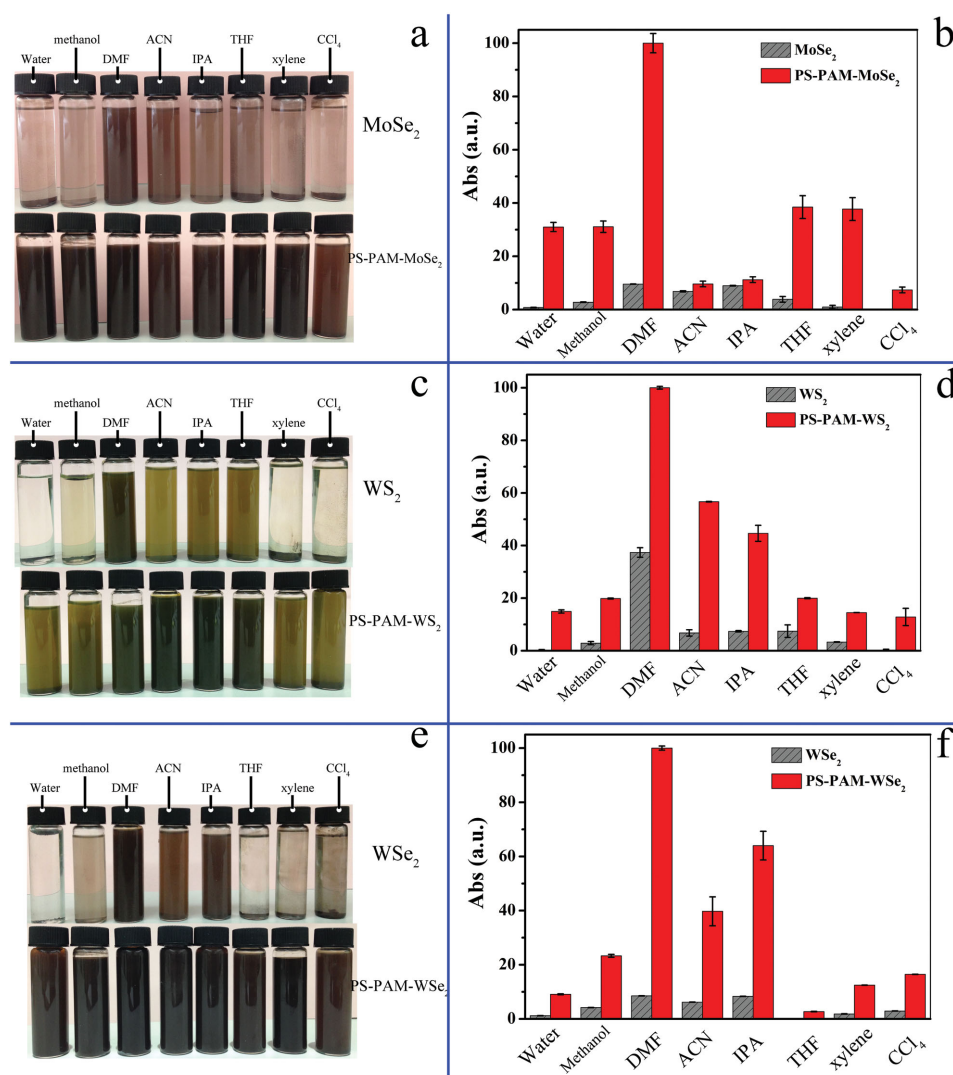 a
methanol ACN THF CCl4
Water DMF IPA xylene
MoSe2
PS-PAM-MoSe2
b
MoSe2
PS-PAM-MoSe2
Abs (a.u.)
100
80
60
40
20
0
Water Methanol DMF ACN IPA THF xylene CCl4
c
methanol ACN THF CCl4
Water DMF IPA xylene
WS2
PS-PAM-WS2
d
WS2
PS-PAM-WS2
Abs (a.u.)
100
80
60
40
20
0
Water Methanol DMF ACN IPA THF xylene CCl4
e
methanol ACN THF CCl4
Water DMF IPA xylene
WSe2
PS-PAM-WSe2
f
WSe2
PS-PAM-WSe2
Abs (a.u.)
100
80
60
40
20
0
Water Methanol DMF ACN IPA THF xylene CCl4